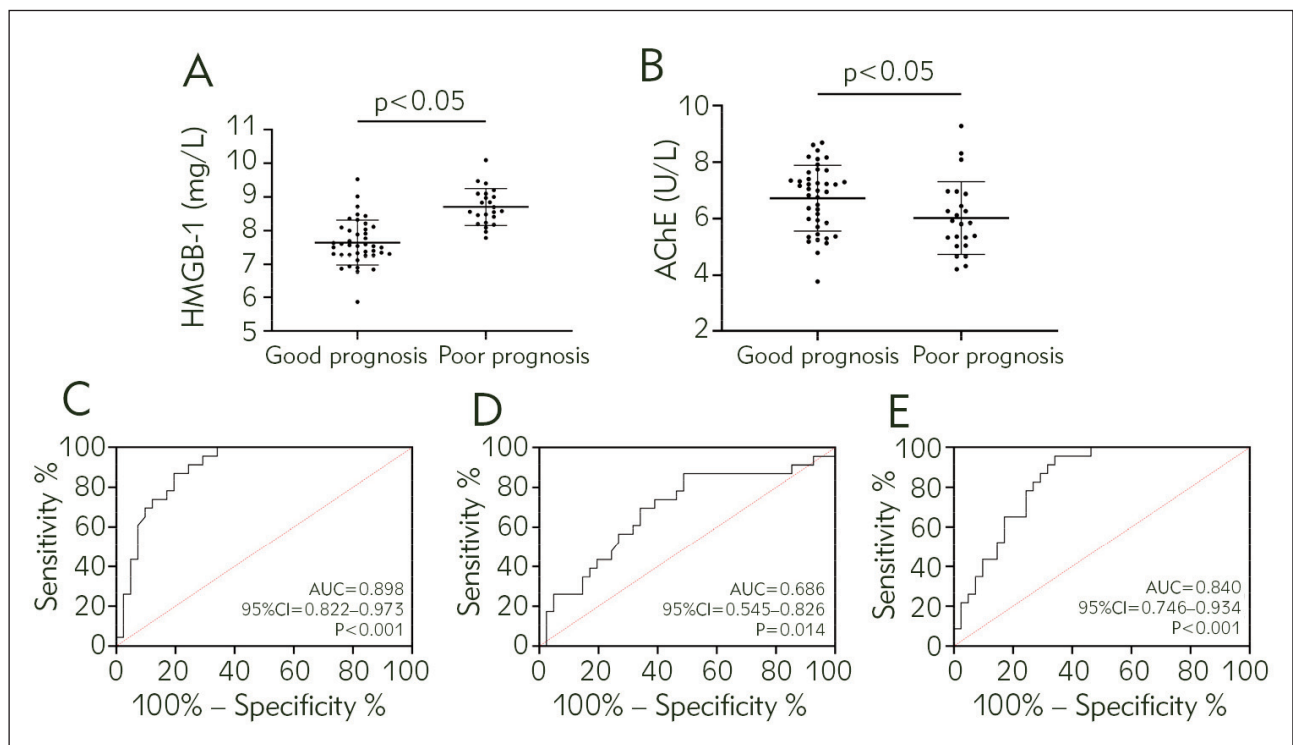 A
p<0.05
HMGB-1 (mg/L)
11
10
9
8
7
6
5
Good prognosis
Poor prognosis
B
p<0.05
AChE (U/L)
10
8
6
4
2
Good prognosis
Poor prognosis
C
Sensitivity %
100
80
60
40
20
0
AUC=0.898
95%CI=0.822–0.973
P<0.001
0 20 40 60 80 100
100% – Specificity %
D
Sensitivity %
100
80
60
40
20
0
AUC=0.686
95%CI=0.545–0.826
P=0.014
0 20 40 60 80 100
100% – Specificity %
E
Sensitivity %
100
80
60
40
20
0
AUC=0.840
95%CI=0.746–0.934
P<0.001
0 20 40 60 80 100
100% – Specificity %